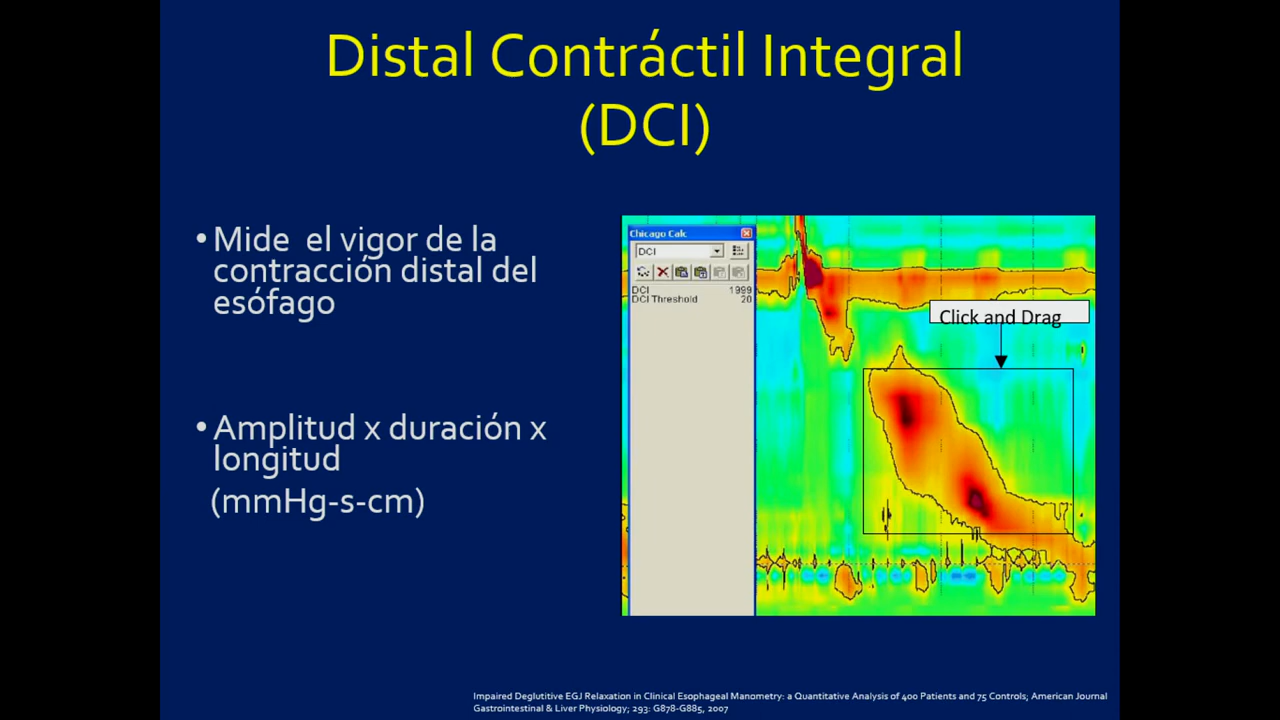 Distal Contráctil Integral
(DCI)
• Mide  el vigor de la
contracción distal del
esófago
• Amplitud x duración x
longitud
(mmHg-s-cm)
Chicago Calc
DCI
DCI 1999
DCI Threshold 20
Click and Drag
Impaired Deglutitive EGJ Relaxation in Clinical Esophageal Manometry: a Quantitative Analysis of 400 Patients and 75 Controls; American Journal
Gastrointestinal & Liver Physiology; 293: G878-G885, 2007